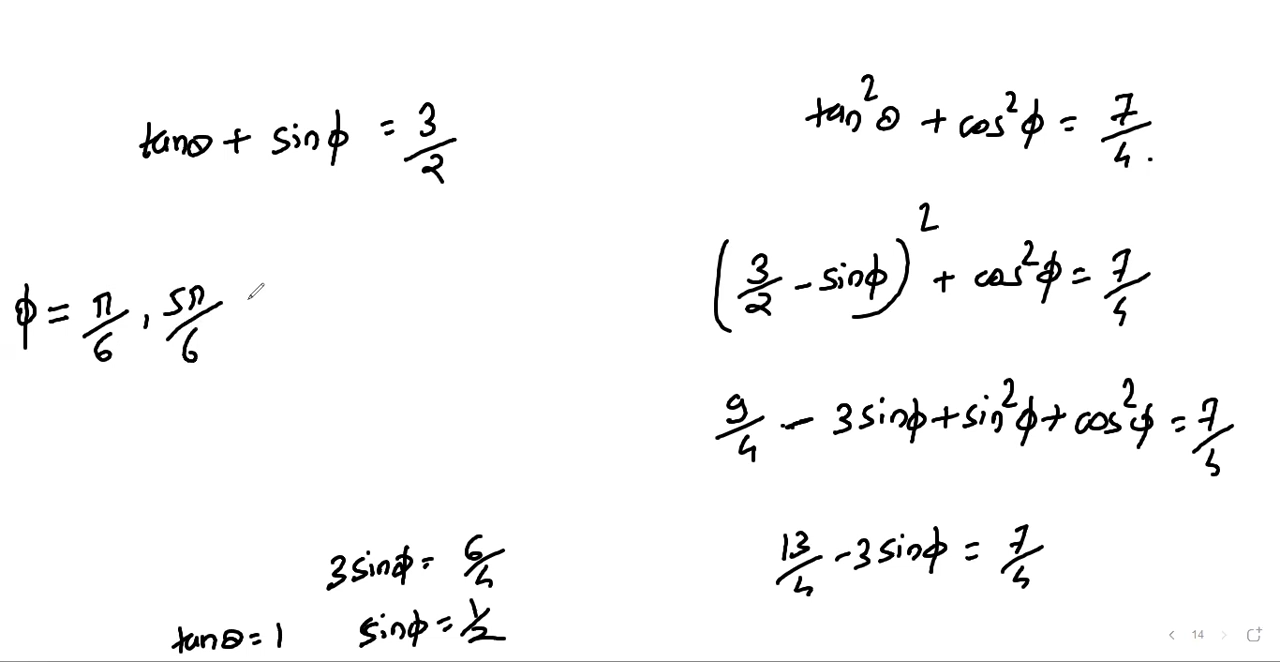 tanθ + sinϕ = 3/2
tan²θ + cos²ϕ = 7/4.
(3/2 - sinϕ)² + cos²ϕ = 7/4
ϕ = π/6, 5π/6
9/4 - 3sinϕ + sin²ϕ + cos²ϕ = 7/4
13/4 - 3sinϕ = 7/4
3sinϕ = 6/4
tanθ = 1 sinϕ = 1/2
< 14 >